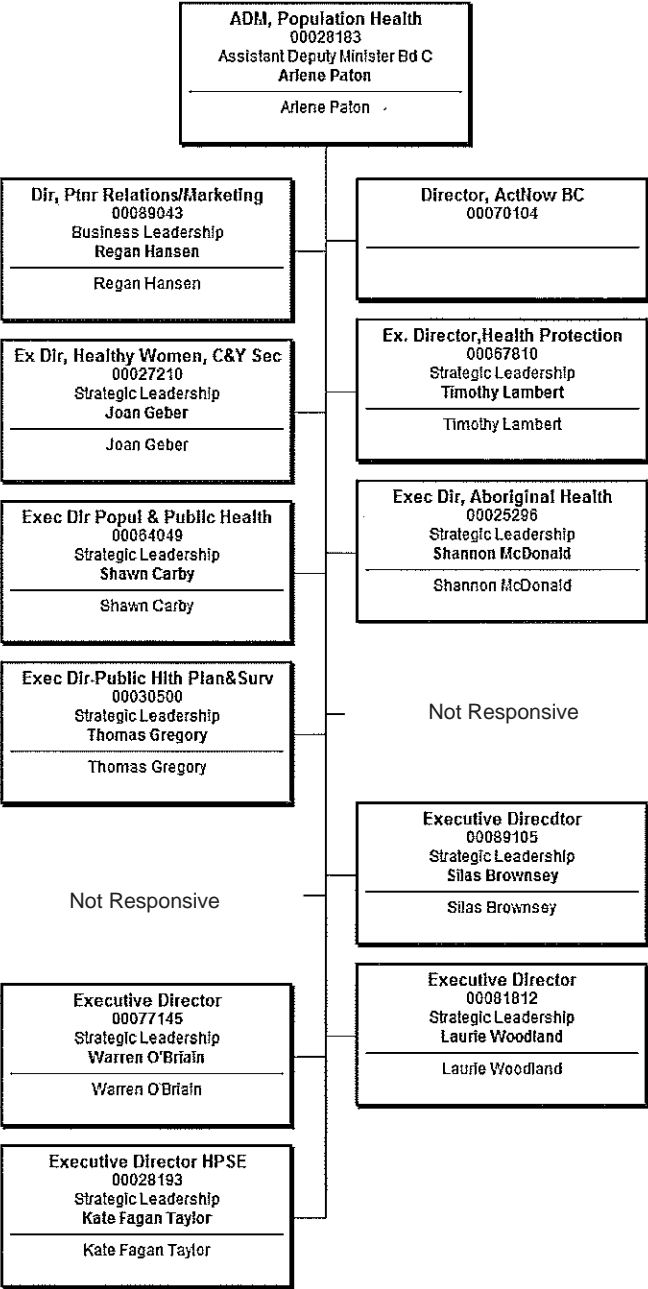 ADM, Population Health
00028183
Assistant Deputy Minister Bd C
Arlene Paton
Arlene Paton
Dir, Ptnr Relations/Marketing
00089043
Business Leadership
Regan Hansen
Regan Hansen
Director, ActNow BC
00070104
Ex Dir, Healthy Women, C&Y Sec
00027210
Strategic Leadership
Joan Geber
Joan Geber
Ex. Director,Health Protection
00067810
Strategic Leadership
Timothy Lambert
Timothy Lambert
Exec Dir Popul & Public Health
00064049
Strategic Leadership
Shawn Carby
Shawn Carby
Exec Dir, Aboriginal Health
00025296
Strategic Leadership
Shannon McDonald
Shannon McDonald
Exec Dir-Public Hlth Plan&Surv
00030500
Strategic Leadership
Thomas Gregory
Thomas Gregory
Not Responsive
Executive Direcdtor
00089105
Strategic Leadership
Silas Brownsey
Silas Brownsey
Not Responsive
Executive Director
00077145
Strategic Leadership
Warren O'Briain
Warren O'Briain
Executive Director
00081812
Strategic Leadership
Laurie Woodland
Laurie Woodland
Executive Director HPSE
00028193
Strategic Leadership
Kate Fagan Taylor
Kate Fagan Taylor